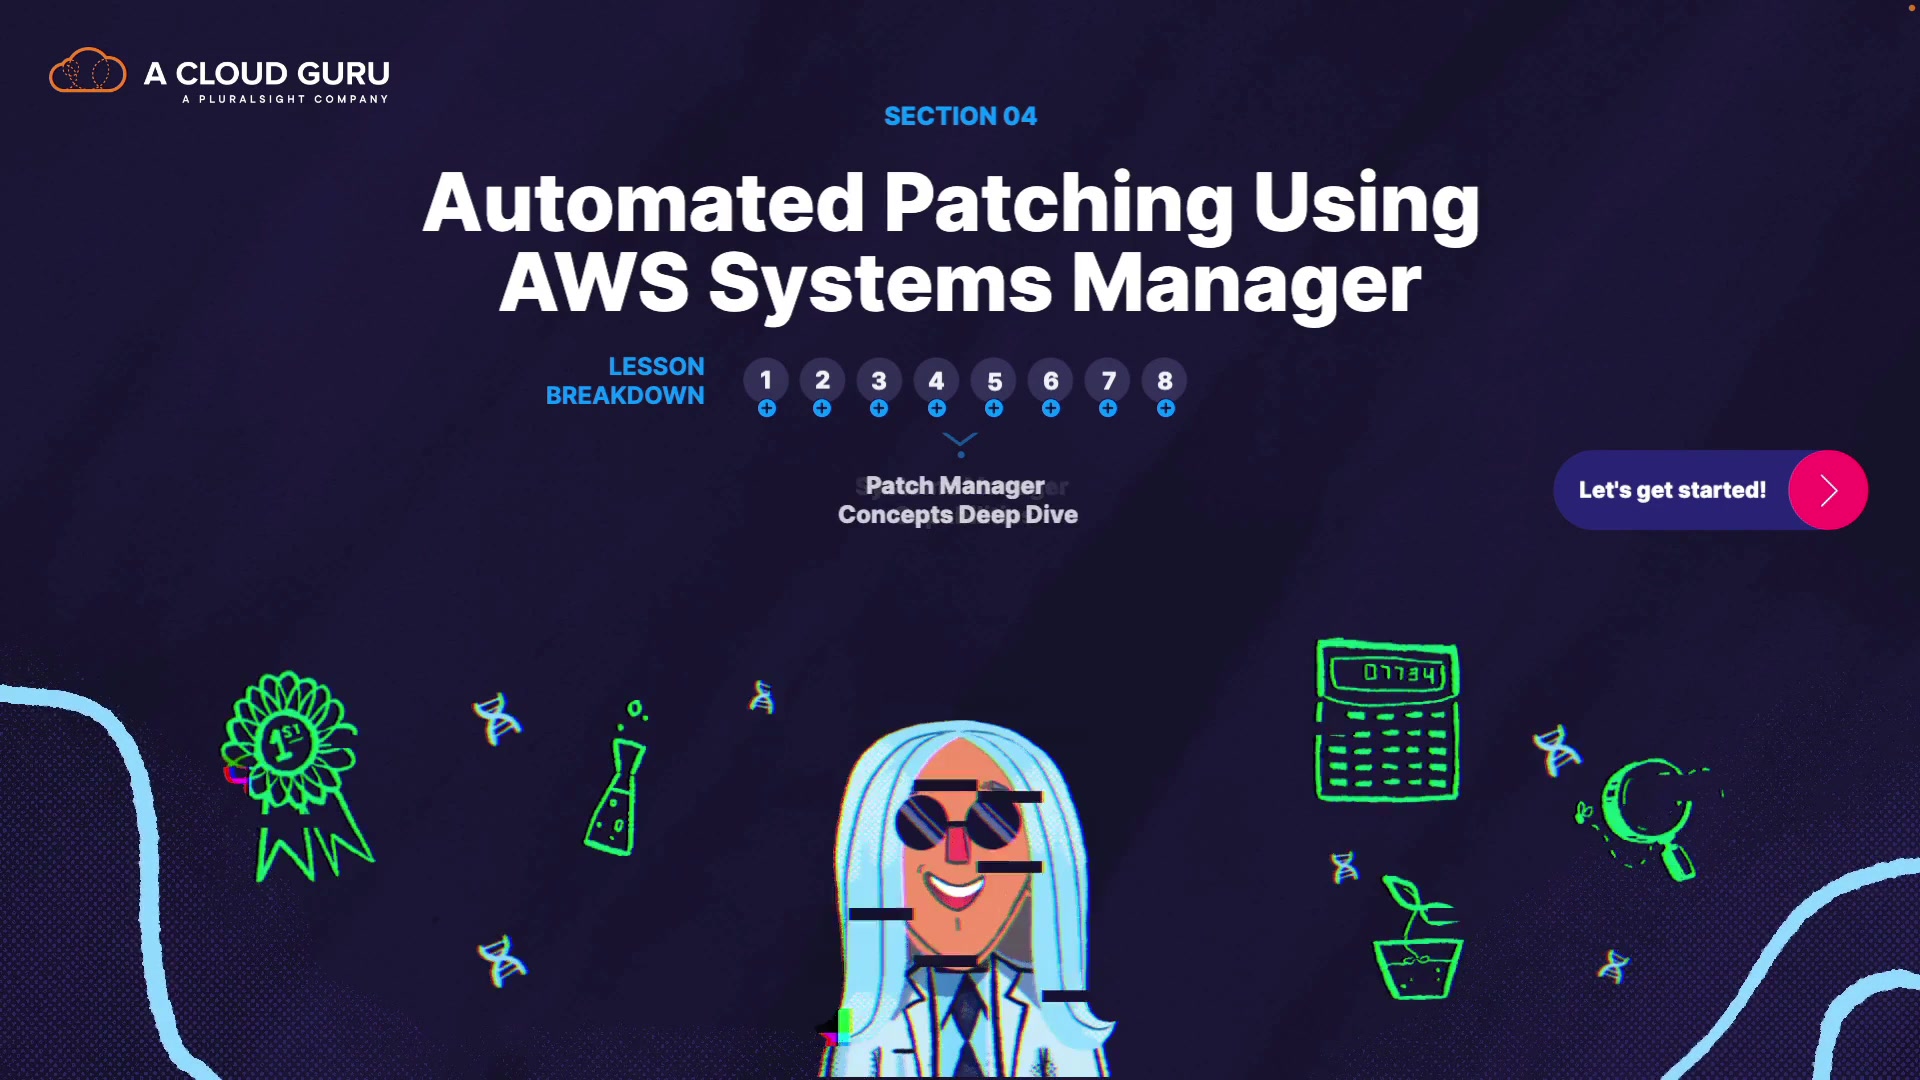 A CLOUD GURU
A PLURALSIGHT COMPANY
SECTION 04
Automated Patching Using
AWS Systems Manager
LESSON
BREAKDOWN
1 2 3 4 5 6 7 8
Patch Manager
Concepts Deep Dive
Let's get started!
1ST
07734